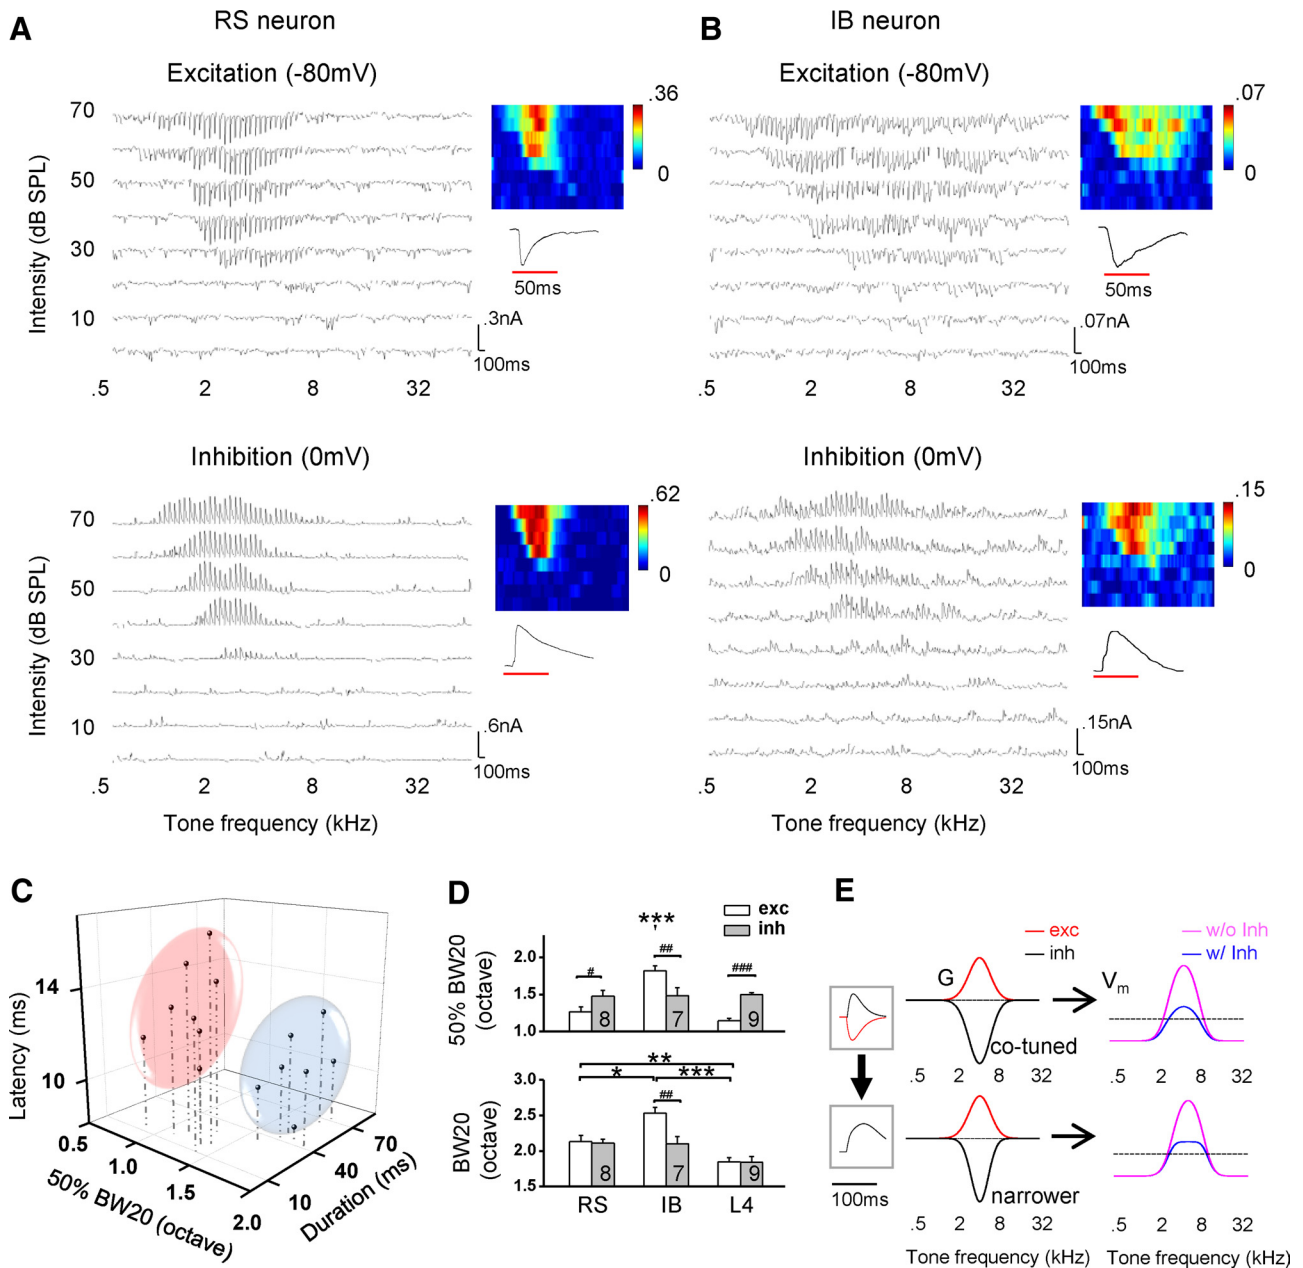 A
RS neuron
Excitation (-80mV)
Intensity (dB SPL)
70
50
30
10
.5 2 8 32
.36
0
50ms
.3nA
100ms
Inhibition (0mV)
Intensity (dB SPL)
70
50
30
10
.5 2 8 32
Tone frequency (kHz)
.62
0
.6nA
100ms
B
IB neuron
Excitation (-80mV)
.5 2 8 32
.07
0
50ms
.07nA
100ms
Inhibition (0mV)
.5 2 8 32
Tone frequency (kHz)
.15
0
.15nA
100ms
C
Latency (ms)
14
10
0.5 1.0 1.5 2.0
50% BW20 (octave)
10 40 70
Duration (ms)
D
exc
inh
50% BW20
(octave)
2.0
1.5
1.0
# *** ## ###
8 7 9
BW20
(octave)
2.5
2.0
1.5
3.0
**
* ***
##
8 7 9
RS IB L4
E
exc
inh
w/o Inh
w/ Inh
G
Vm
co-tuned
.5 2 8 32
.5 2 8 32
narrower
100ms
.5 2 8 32
.5 2 8 32
Tone frequency (kHz)
Tone frequency (kHz)